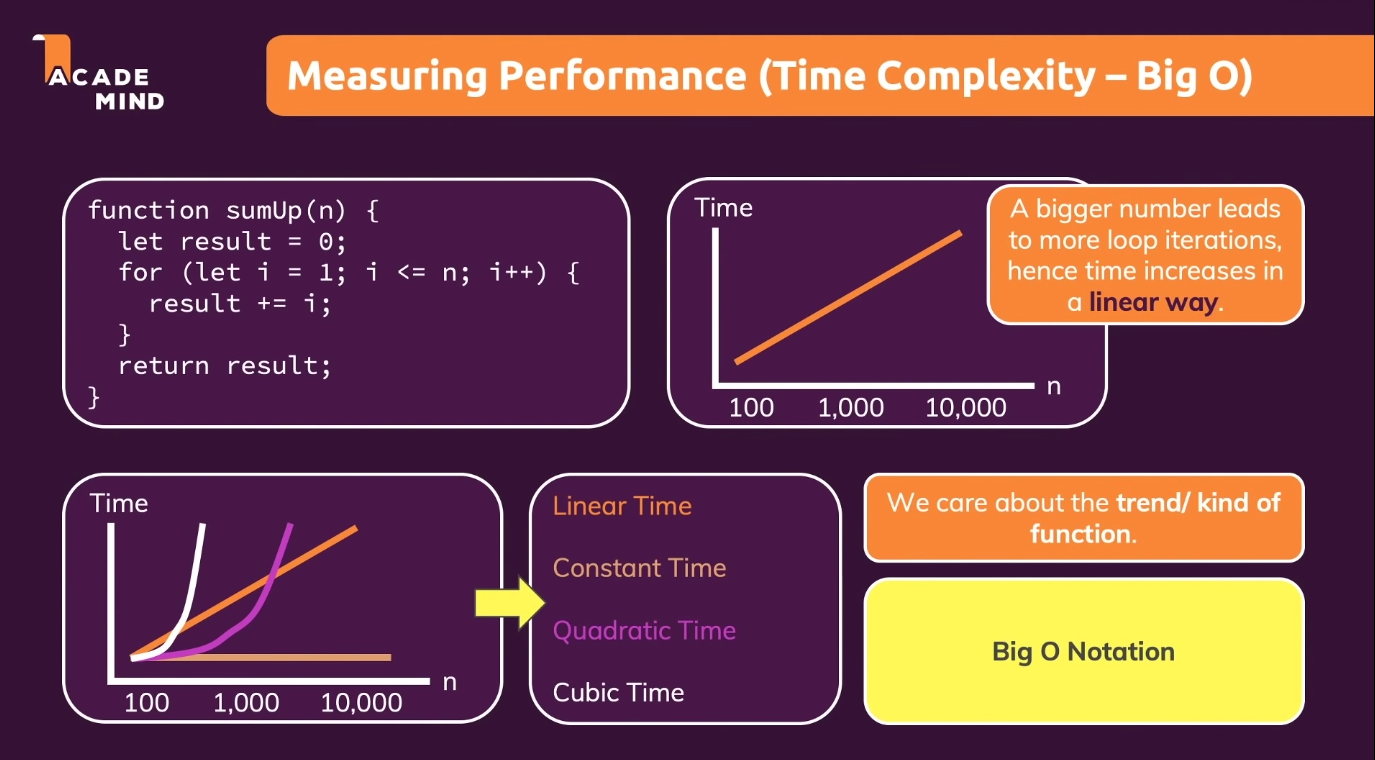 ACADE
MIND
Measuring Performance (Time Complexity – Big O)
function sumUp(n) {
  let result = 0;
  for (let i = 1; i <= n; i++) {
    result += i;
  }
  return result;
}
Time
n
100 1,000 10,000
A bigger number leads
to more loop iterations,
hence time increases in
a linear way.
Time
n
100 1,000 10,000
Linear Time
Constant Time
Quadratic Time
Cubic Time
We care about the trend/ kind of
function.
Big O Notation